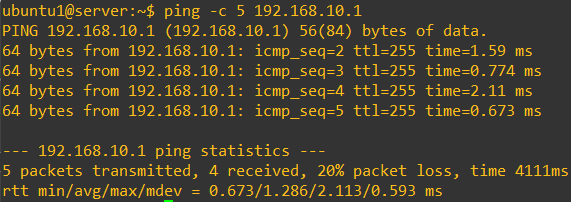 ubuntu1@server:~$ ping -c 5 192.168.10.1
PING 192.168.10.1 (192.168.10.1) 56(84) bytes of data.
64 bytes from 192.168.10.1: icmp_seq=2 ttl=255 time=1.59 ms
64 bytes from 192.168.10.1: icmp_seq=3 ttl=255 time=0.774 ms
64 bytes from 192.168.10.1: icmp_seq=4 ttl=255 time=2.11 ms
64 bytes from 192.168.10.1: icmp_seq=5 ttl=255 time=0.673 ms
--- 192.168.10.1 ping statistics ---
5 packets transmitted, 4 received, 20% packet loss, time 4111ms
rtt min/avg/max/mdev = 0.673/1.286/2.113/0.593 ms